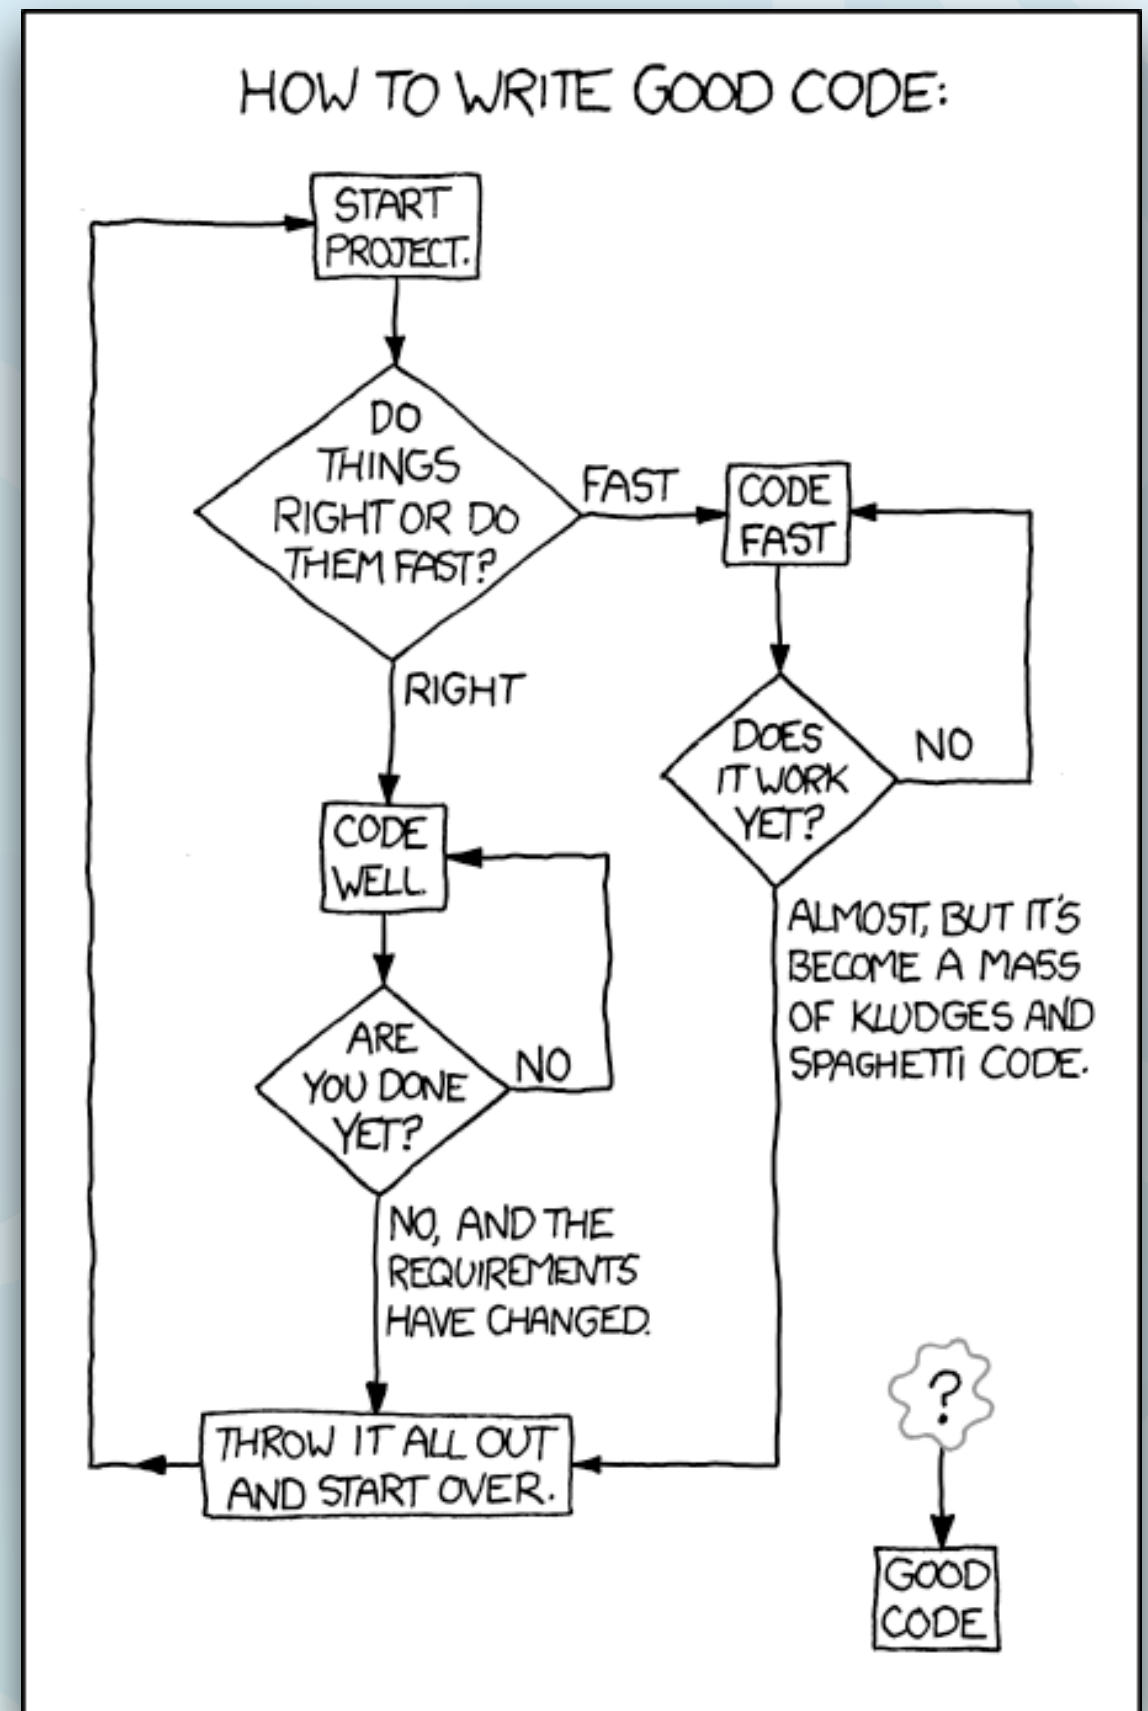 HOW TO WRITE GOOD CODE:
START
PROJECT.
DO
THINGS
RIGHT OR DO
THEM FAST?
FAST
CODE
FAST
RIGHT
DOES
IT WORK
YET?
NO
CODE
WELL.
ALMOST, BUT IT'S
BECOME A MASS
OF KLUDGES AND
SPAGHETTI CODE.
ARE
YOU DONE
YET?
NO
NO, AND THE
REQUIREMENTS
HAVE CHANGED.
THROW IT ALL OUT
AND START OVER.
?
GOOD
CODE